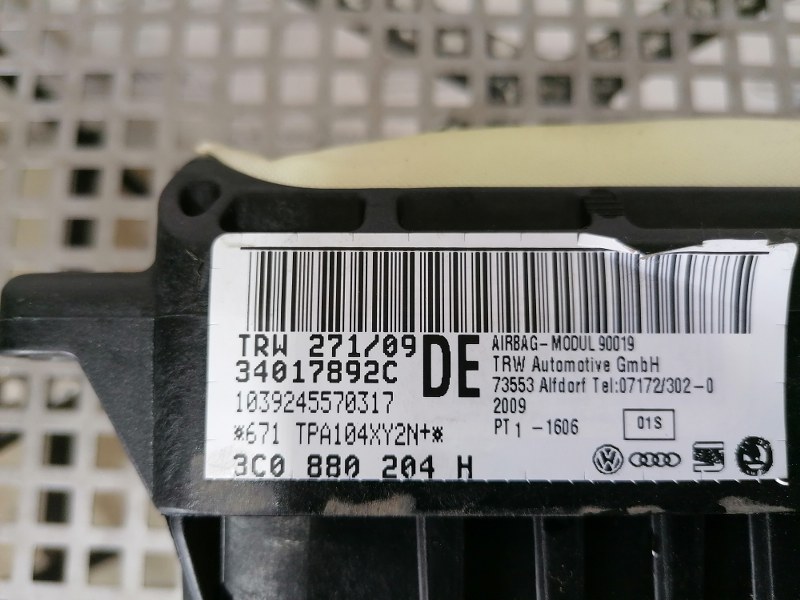 TRW 271/09
34017892C
1039245570317
*671 TPA104XY2N+*
3C0 880 204 H
DE
AIRBAG-MODUL 90019
TRW Automotive GmbH
73553 Alfdorf Tel:07172/302-0
2009
PT1 -1606
01S